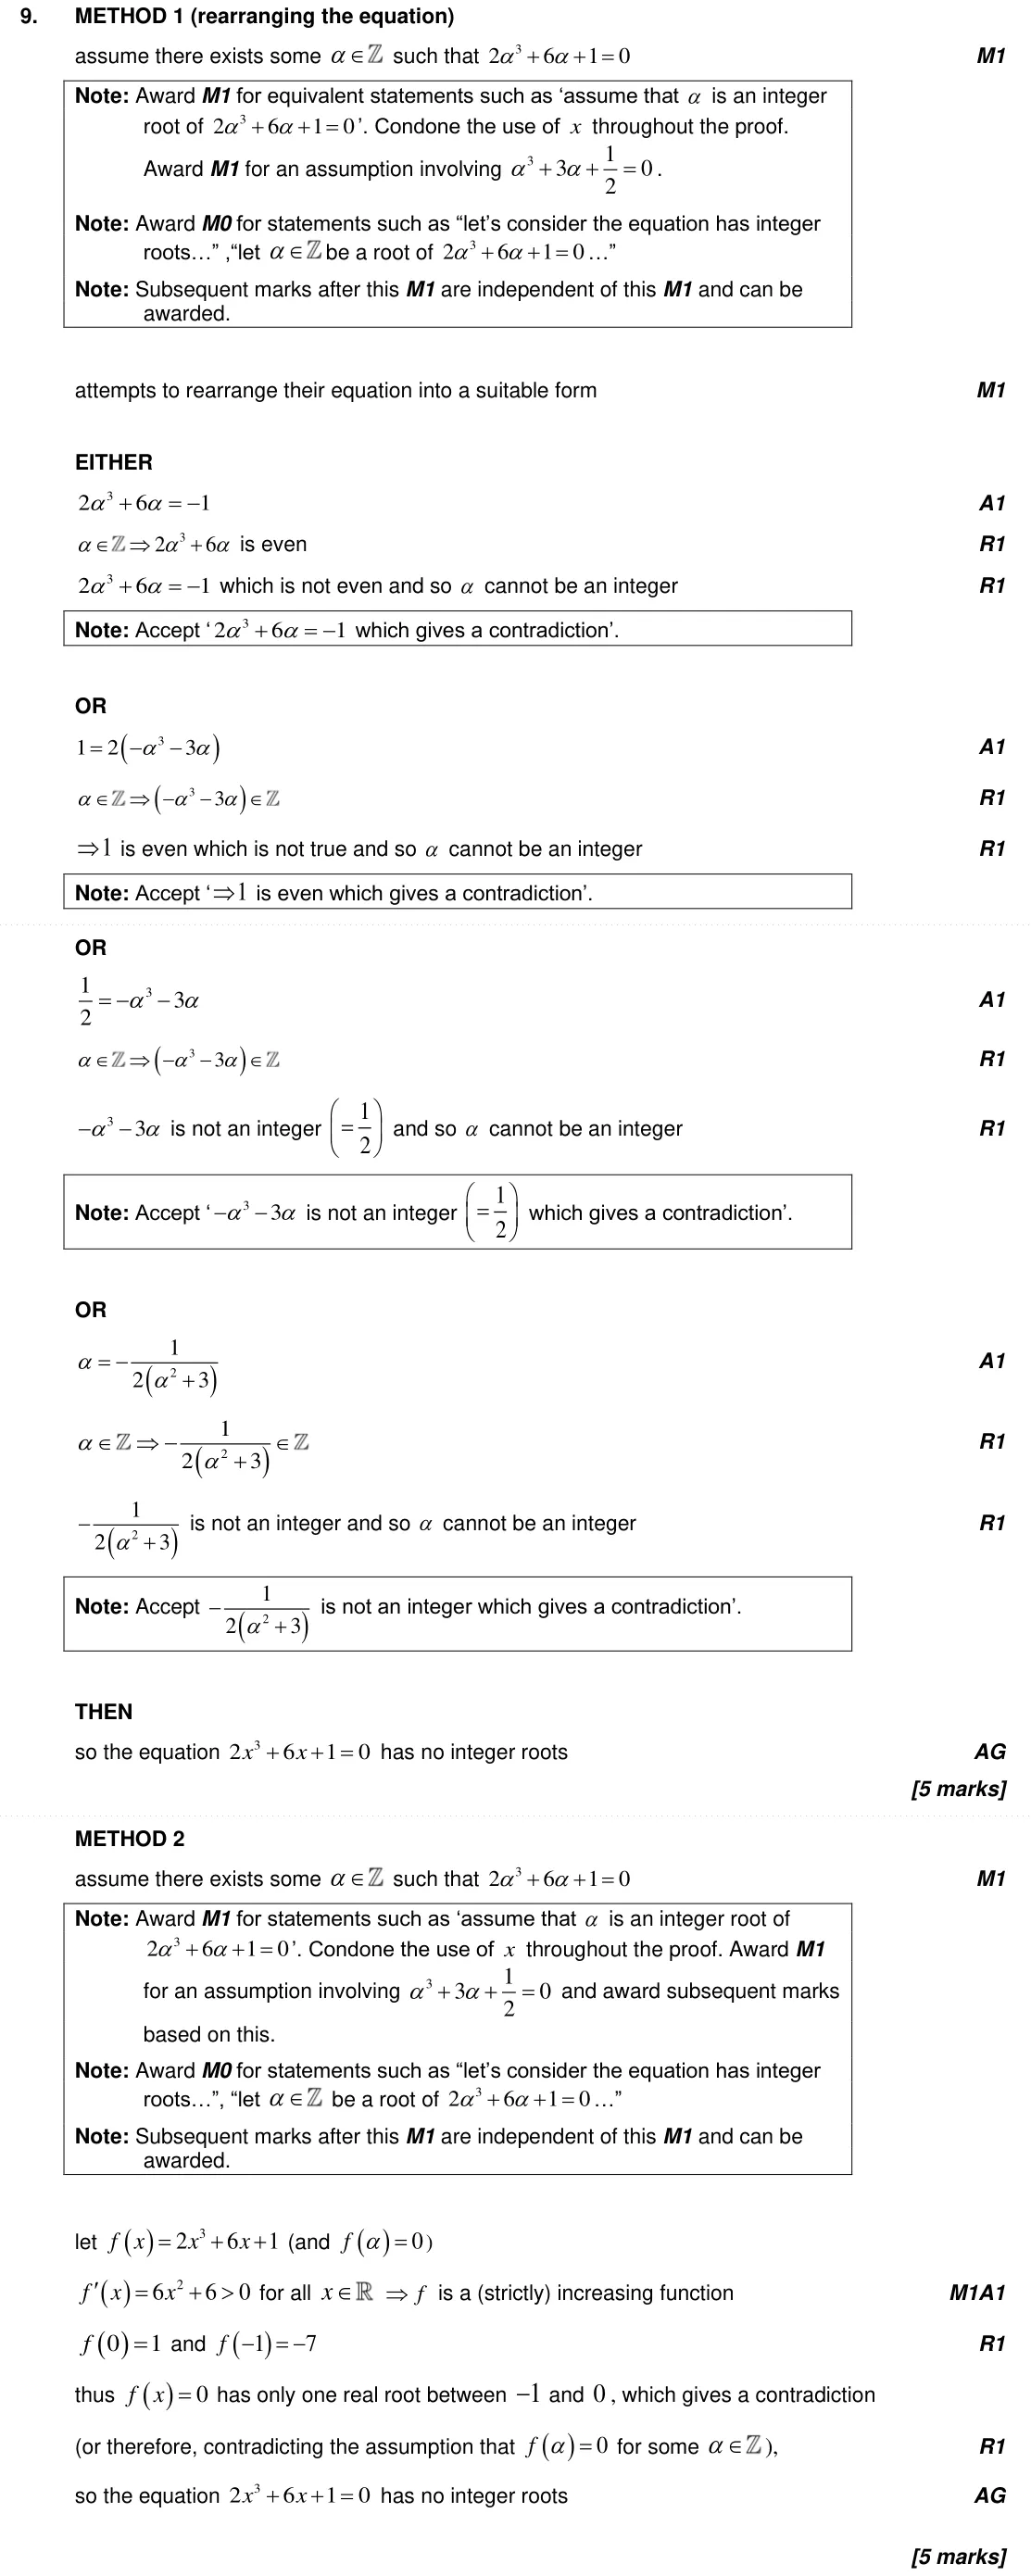 9. METHOD 1 (rearranging the equation)
assume there exists some α ∈ ℤ such that 2α³ + 6α + 1 = 0 M1
Note: Award M1 for equivalent statements such as ‘assume that α is an integer
root of 2α³ + 6α + 1 = 0’. Condone the use of x throughout the proof.
Award M1 for an assumption involving α³ + 3α + 1/2 = 0.
Note: Award M0 for statements such as “let’s consider the equation has integer
roots…” ,“let α ∈ ℤ be a root of 2α³ + 6α + 1 = 0…”
Note: Subsequent marks after this M1 are independent of this M1 and can be
awarded.
attempts to rearrange their equation into a suitable form M1
EITHER
2α³ + 6α = −1 A1
α ∈ ℤ ⇒ 2α³ + 6α is even R1
2α³ + 6α = −1 which is not even and so α cannot be an integer R1
Note: Accept ‘2α³ + 6α = −1 which gives a contradiction’.
OR
1 = 2(−α³ − 3α) A1
α ∈ ℤ ⇒ (−α³ − 3α) ∈ ℤ R1
⇒ 1 is even which is not true and so α cannot be an integer R1
Note: Accept ‘⇒ 1 is even which gives a contradiction’.
OR
1/2 = −α³ − 3α A1
α ∈ ℤ ⇒ (−α³ − 3α) ∈ ℤ R1
−α³ − 3α is not an integer (= 1/2) and so α cannot be an integer R1
Note: Accept ‘−α³ − 3α is not an integer (= 1/2) which gives a contradiction’.
OR
α = −1/(2(α² + 3)) A1
α ∈ ℤ ⇒ −1/(2(α² + 3)) ∈ ℤ R1
−1/(2(α² + 3)) is not an integer and so α cannot be an integer R1
Note: Accept −1/(2(α² + 3)) is not an integer which gives a contradiction’.
THEN
so the equation 2x³ + 6x + 1 = 0 has no integer roots AG
[5 marks]
METHOD 2
assume there exists some α ∈ ℤ such that 2α³ + 6α + 1 = 0 M1
Note: Award M1 for statements such as ‘assume that α is an integer root of
2α³ + 6α + 1 = 0’. Condone the use of x throughout the proof. Award M1
for an assumption involving α³ + 3α + 1/2 = 0 and award subsequent marks
based on this.
Note: Award M0 for statements such as “let’s consider the equation has integer
roots…”, “let α ∈ ℤ be a root of 2α³ + 6α + 1 = 0…”
Note: Subsequent marks after this M1 are independent of this M1 and can be
awarded.
let f(x) = 2x³ + 6x + 1 (and f(α) = 0)
f′(x) = 6x² + 6 > 0 for all x ∈ ℝ ⇒ f is a (strictly) increasing function M1A1
f(0) = 1 and f(−1) = −7 R1
thus f(x) = 0 has only one real root between −1 and 0, which gives a contradiction
(or therefore, contradicting the assumption that f(α) = 0 for some α ∈ ℤ), R1
so the equation 2x³ + 6x + 1 = 0 has no integer roots AG
[5 marks]